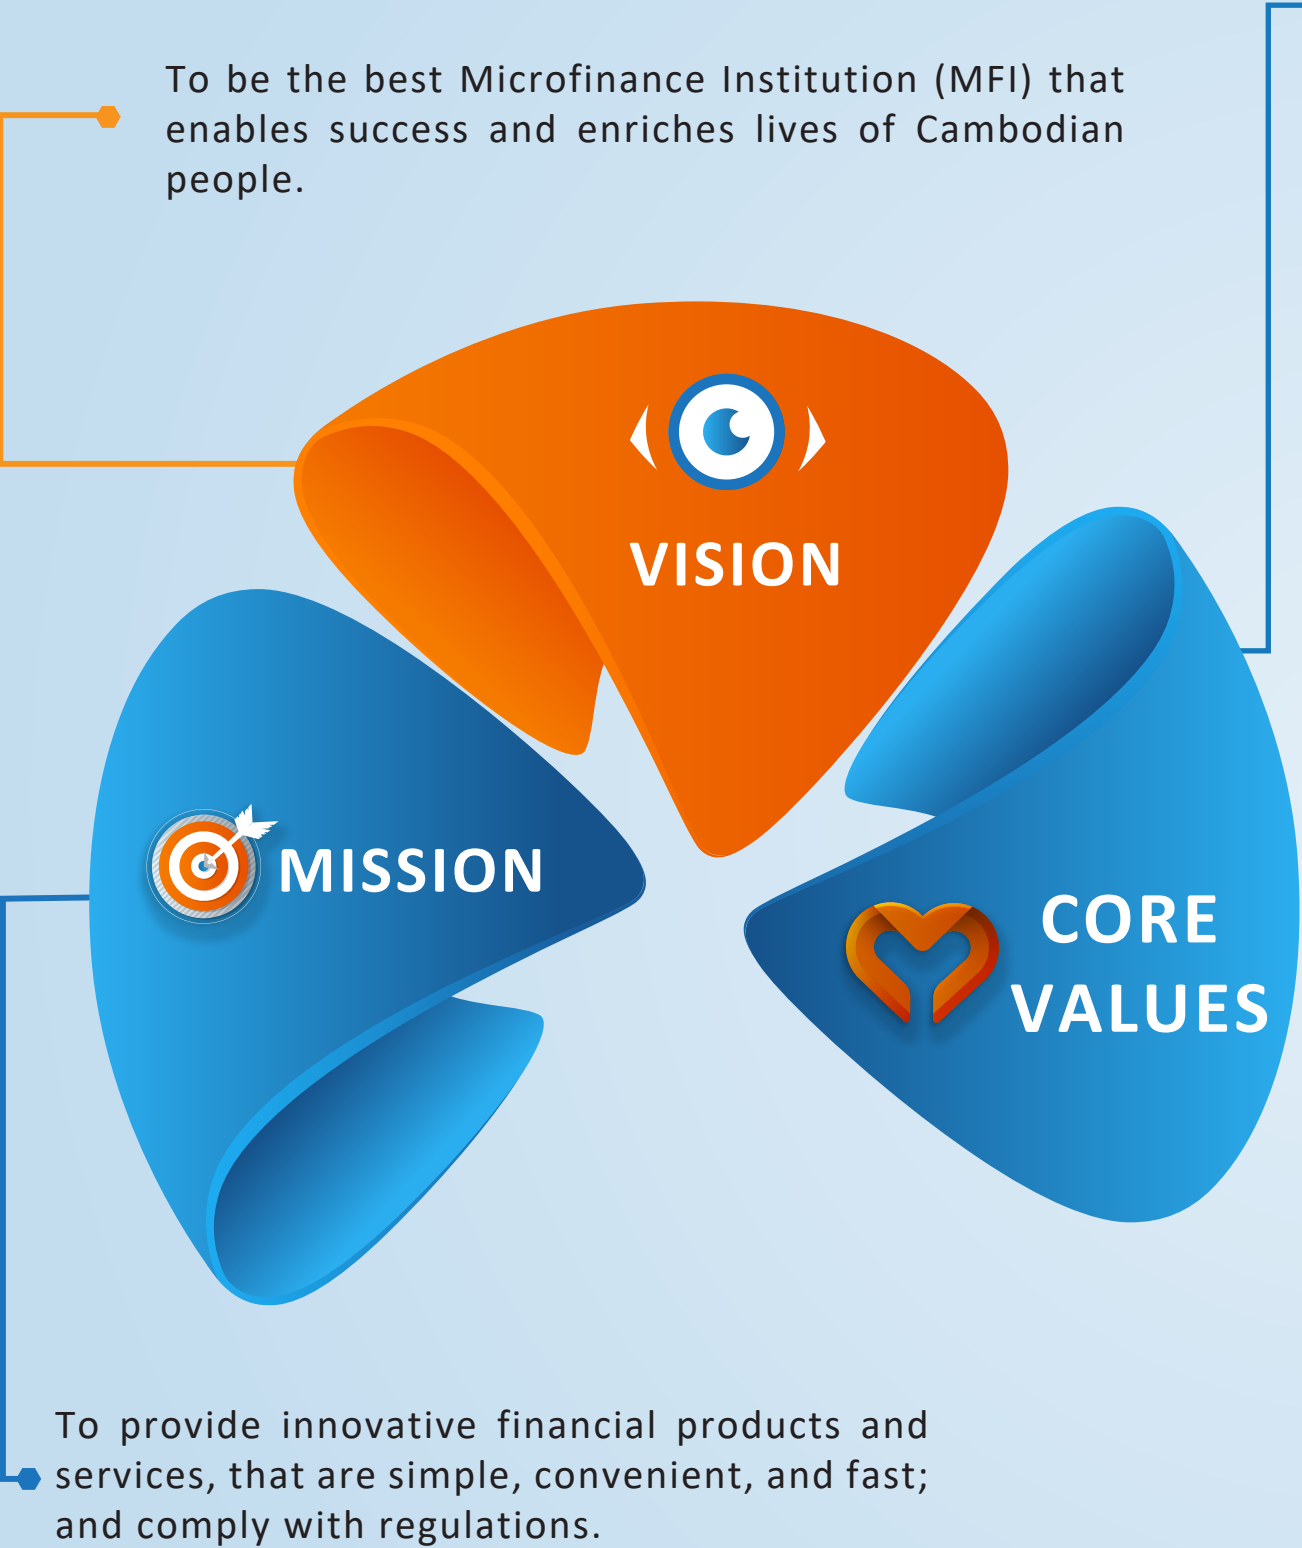 To be the best Microfinance Institution (MFI) that
enables success and enriches lives of Cambodian
people.
VISION
MISSION
CORE
VALUES
To provide innovative financial products and
services, that are simple, convenient, and fast;
and comply with regulations.